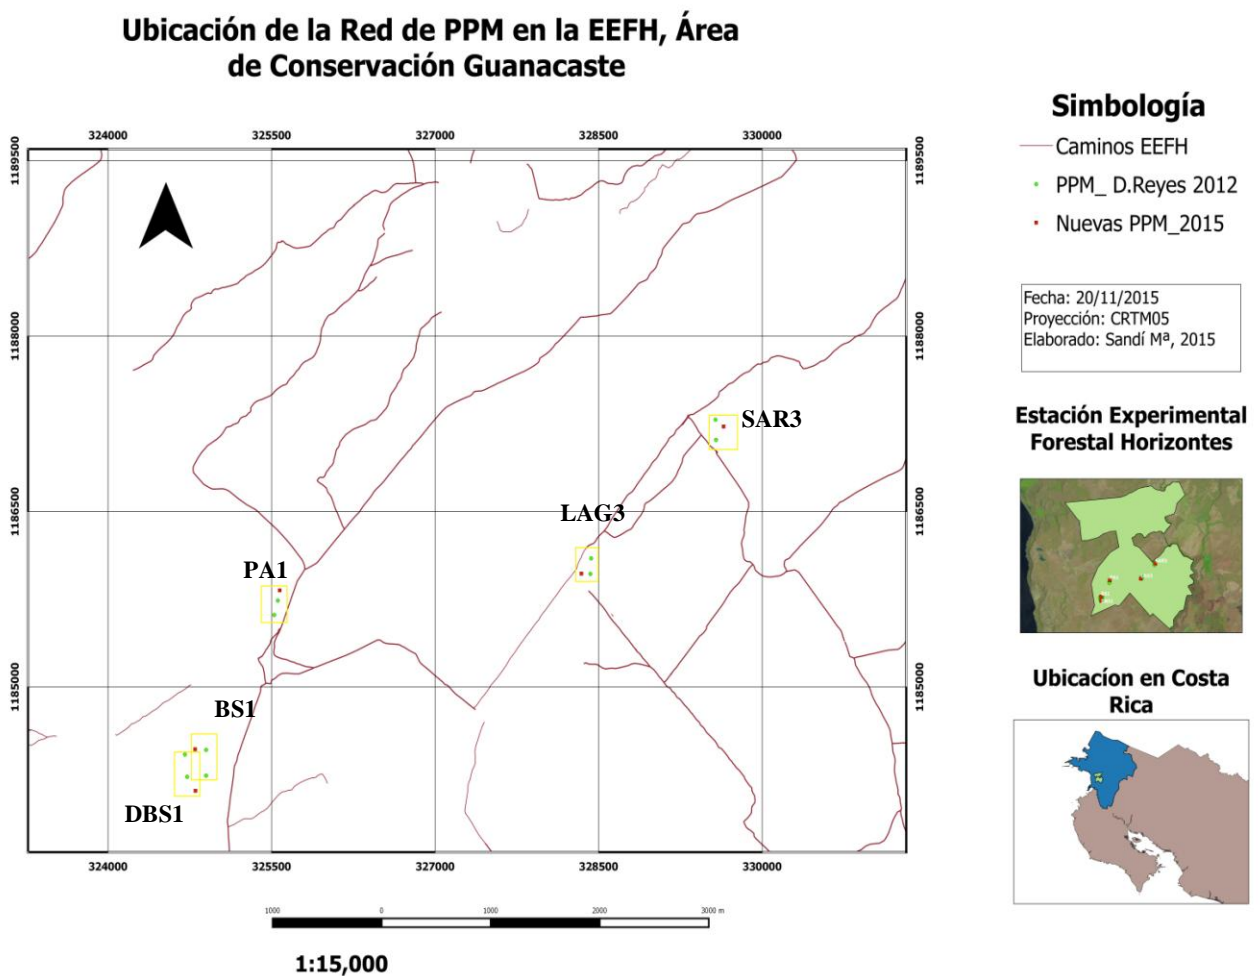 Ubicación de la Red de PPM en la EEFH, Área
de Conservación Guanacaste
324000 325500 327000 328500 330000
1189500 1189500
1188000 1188000
SAR3
1186500 1186500
LAG3
PA1
1185000 1185000
BS1
DBS1
324000 325500 327000 328500 330000
1000 0 1000 2000 3000 m
1:15,000
Simbología
Caminos EEFH
PPM_ D.Reyes 2012
Nuevas PPM_2015
Fecha: 20/11/2015
Proyección: CRTM05
Elaborado: Sandí Mª, 2015
Estación Experimental
Forestal Horizontes
Ubicacíon en Costa
Rica